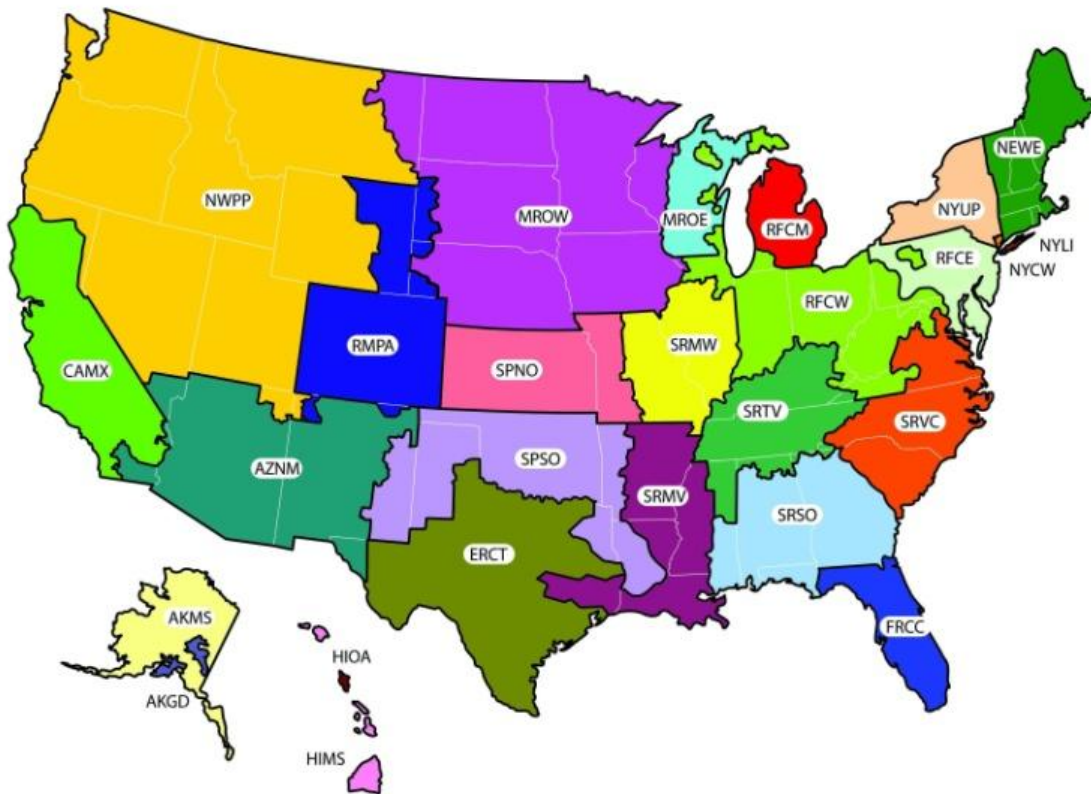 NEWE
NWPP
NYUP
MROW
MROE
RFCM
NYLI
RFCE
NYCW
RFCW
RMPA
SRMW
CAMX
SPNO
SRTV
SRVC
SPSO
AZNM
SRMV
SRSO
ERCT
AKMS
FRCC
HIOA
AKGD
HIMS